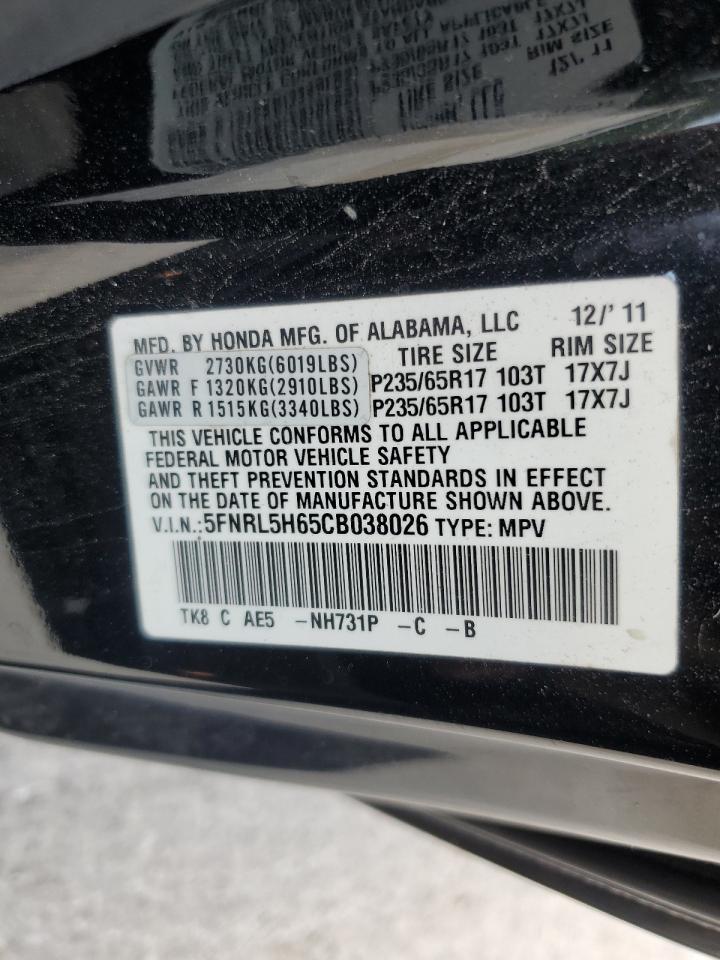 MFD. BY HONDA MFG. OF ALABAMA, LLC 12/'11
GVWR 2730KG(6019LBS) TIRE SIZE RIM SIZE
GAWR F 1320KG(2910LBS) P235/65R17 103T 17X7J
GAWR R 1515KG(3340LBS) P235/65R17 103T 17X7J
THIS VEHICLE CONFORMS TO ALL APPLICABLE
FEDERAL MOTOR VEHICLE SAFETY
AND THEFT PREVENTION STANDARDS IN EFFECT
ON THE DATE OF MANUFACTURE SHOWN ABOVE.
V.I.N.:5FNRL5H65CB038026 TYPE: MPV
TK8 C AE5 -NH731P -C -B